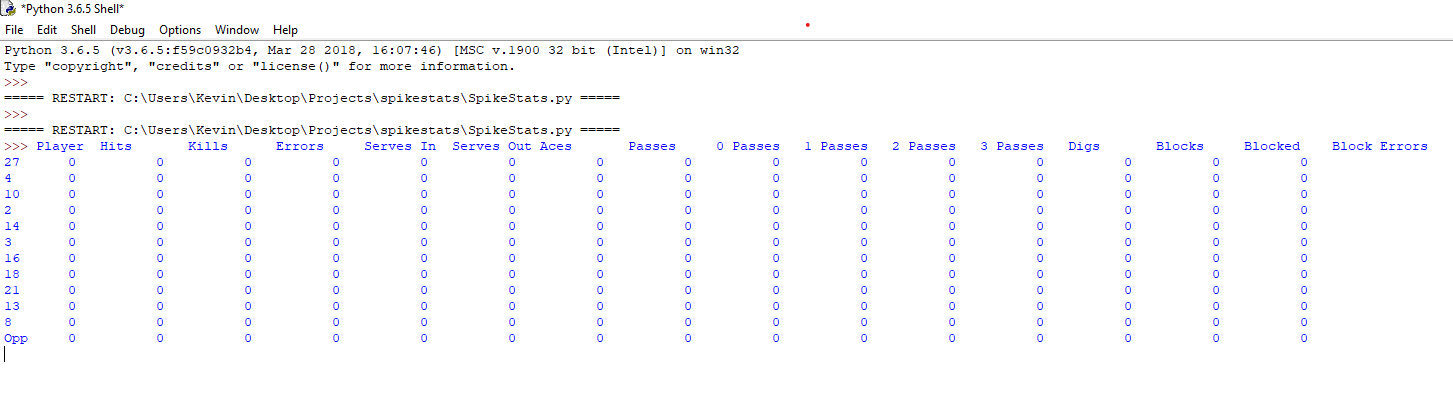 *Python 3.6.5 Shell*
File Edit Shell Debug Options Window Help
Python 3.6.5 (v3.6.5:f59c0932b4, Mar 28 2018, 16:07:46) [MSC v.1900 32 bit (Intel)] on win32
Type "copyright", "credits" or "license()" for more information.
>>>
===== RESTART: C:\Users\Kevin\Desktop\Projects\spikestats\SpikeStats.py =====
>>>
===== RESTART: C:\Users\Kevin\Desktop\Projects\spikestats\SpikeStats.py =====
>>> Player Hits Kills Errors Serves In Serves Out Aces Passes 0 Passes 1 Passes 2 Passes 3 Passes Digs Blocks Blocked Block Errors
27 0 0 0 0 0 0 0 0 0 0 0 0 0 0 0
4 0 0 0 0 0 0 0 0 0 0 0 0 0 0 0
10 0 0 0 0 0 0 0 0 0 0 0 0 0 0 0
2 0 0 0 0 0 0 0 0 0 0 0 0 0 0 0
14 0 0 0 0 0 0 0 0 0 0 0 0 0 0 0
3 0 0 0 0 0 0 0 0 0 0 0 0 0 0 0
16 0 0 0 0 0 0 0 0 0 0 0 0 0 0 0
18 0 0 0 0 0 0 0 0 0 0 0 0 0 0 0
21 0 0 0 0 0 0 0 0 0 0 0 0 0 0 0
13 0 0 0 0 0 0 0 0 0 0 0 0 0 0 0
8 0 0 0 0 0 0 0 0 0 0 0 0 0 0 0
Opp 0 0 0 0 0 0 0 0 0 0 0 0 0 0 0